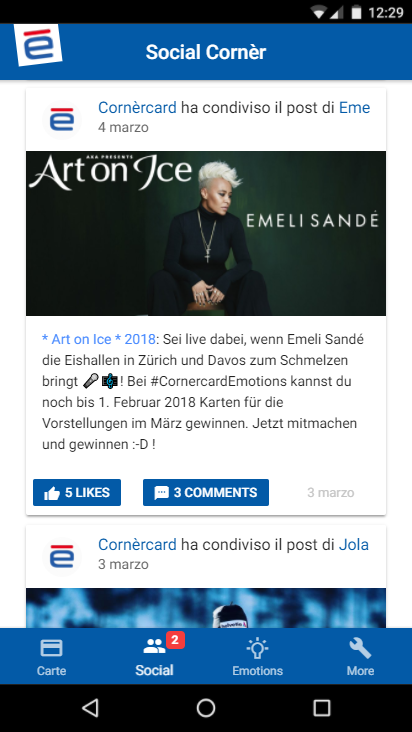 12:29
Social Cornèr
Cornèrcard ha condiviso il post di Eme
4 marzo
AXA PRESENTS
Art on Ice
EMELI SANDÉ
* Art on Ice * 2018: Sei live dabei, wenn Emeli Sandé
die Eishallen in Zürich und Davos zum Schmelzen
bringt 🎤🎼! Bei #CornercardEmotions kannst du
noch bis 1. Februar 2018 Karten für die
Vorstellungen im März gewinnen. Jetzt mitmachen
und gewinnen :-D !
5 LIKES
3 COMMENTS
3 marzo
Cornèrcard ha condiviso il post di Jola
3 marzo
helvetia
2
Carte
Social
Emotions
More